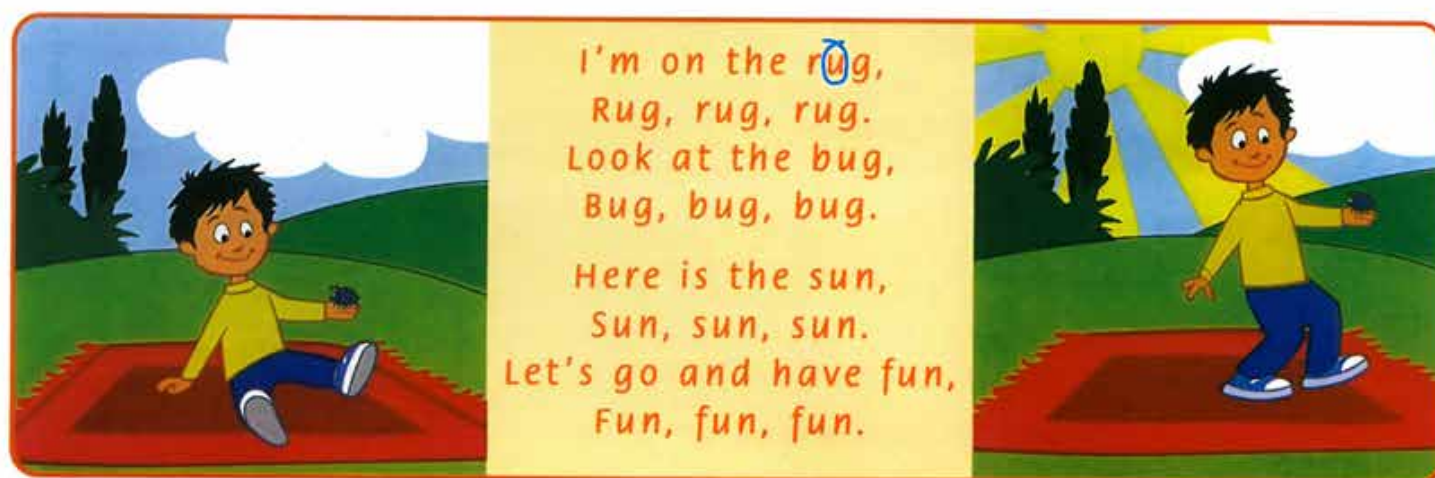 I'm on the rug,
Rug, rug, rug.
Look at the bug,
Bug, bug, bug.
Here is the sun,
Sun, sun, sun.
Let's go and have fun,
Fun, fun, fun.